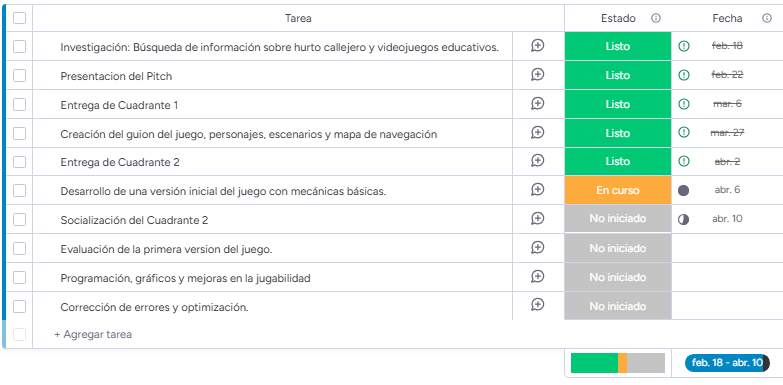 Tarea Estado Fecha
Investigación: Búsqueda de información sobre hurto callejero y videojuegos educativos. Listo feb. 18
Presentacion del Pitch Listo feb. 22
Entrega de Cuadrante 1 Listo mar. 6
Creación del guion del juego, personajes, escenarios y mapa de navegación Listo mar. 27
Entrega de Cuadrante 2 Listo abr. 2
Desarrollo de una versión inicial del juego con mecánicas básicas. En curso abr. 6
Socialización del Cuadrante 2 No iniciado abr. 10
Evaluación de la primera version del juego. No iniciado
Programación, gráficos y mejoras en la jugabilidad No iniciado
Corrección de errores y optimización. No iniciado
+ Agregar tarea
feb. 18 - abr. 10